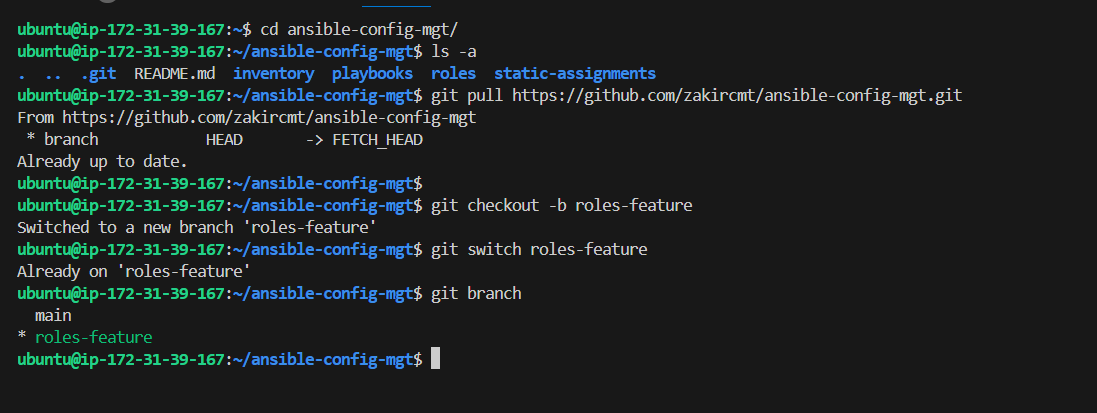 ubuntu@ip-172-31-39-167:~$ cd ansible-config-mgt/
ubuntu@ip-172-31-39-167:~/ansible-config-mgt$ ls -a
.  ..  .git  README.md  inventory  playbooks  roles  static-assignments
ubuntu@ip-172-31-39-167:~/ansible-config-mgt$ git pull https://github.com/zakircmt/ansible-config-mgt.git
From https://github.com/zakircmt/ansible-config-mgt
 * branch            HEAD       -> FETCH_HEAD
Already up to date.
ubuntu@ip-172-31-39-167:~/ansible-config-mgt$
ubuntu@ip-172-31-39-167:~/ansible-config-mgt$ git checkout -b roles-feature
Switched to a new branch 'roles-feature'
ubuntu@ip-172-31-39-167:~/ansible-config-mgt$ git switch roles-feature
Already on 'roles-feature'
ubuntu@ip-172-31-39-167:~/ansible-config-mgt$ git branch
  main
* roles-feature
ubuntu@ip-172-31-39-167:~/ansible-config-mgt$